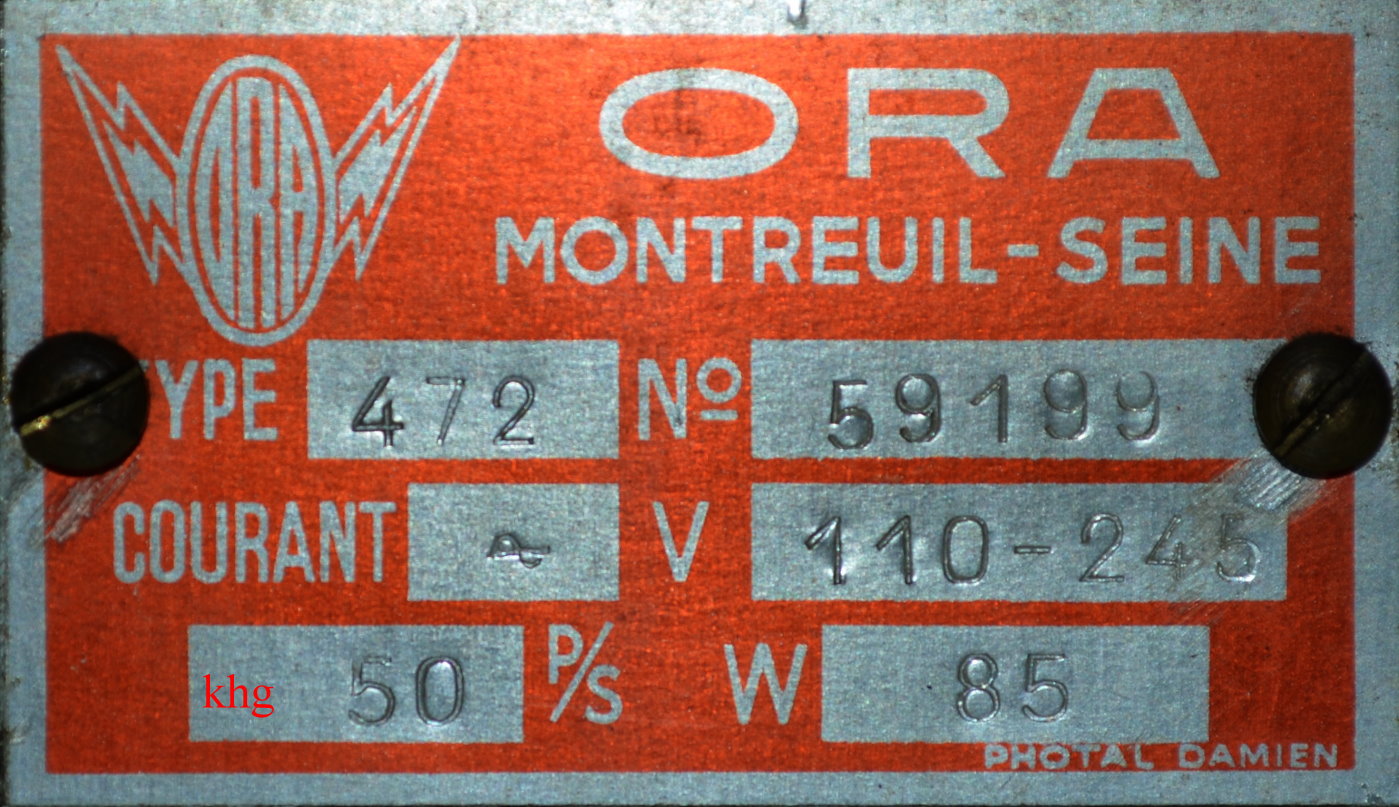 ORA
ORA
MONTREUIL-SEINE
TYPE 472 Nº 59199
COURANT V 110-245
khg 50 P/S W 85
PHOTAL DAMIEN